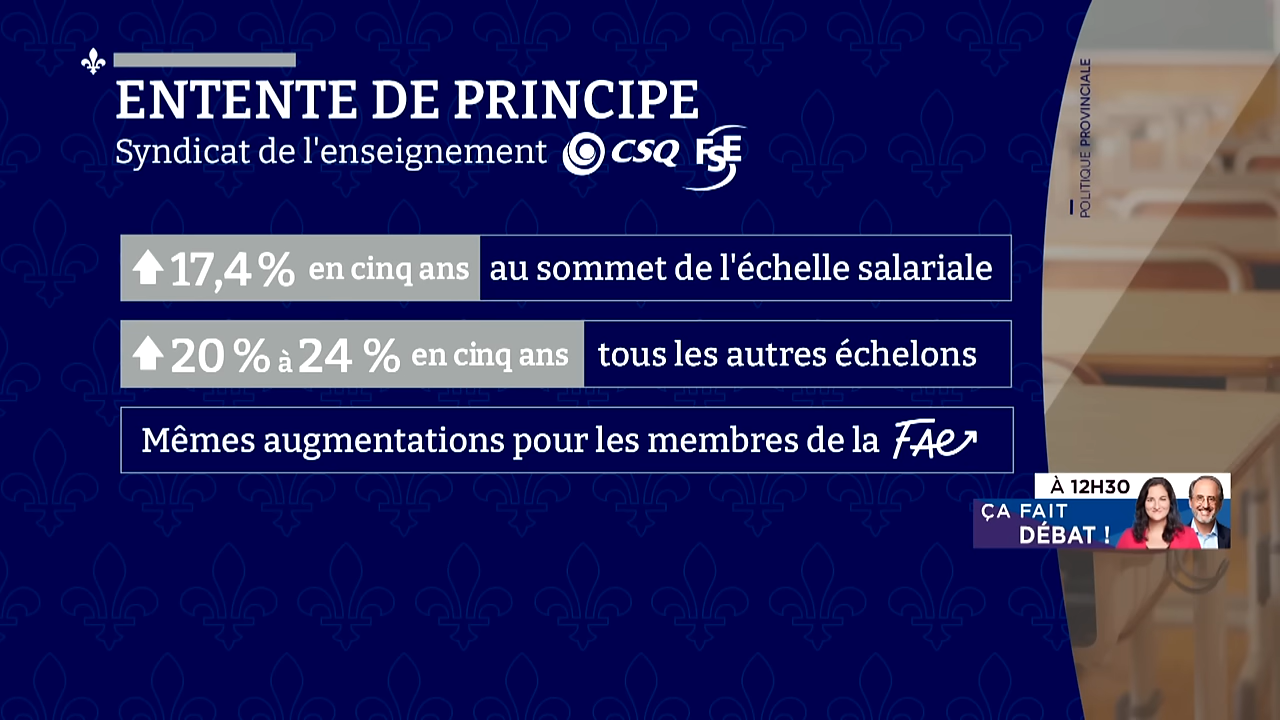 ENTENTE DE PRINCIPE
Syndicat de l'enseignement CSQ FSE
17,4 % en cinq ans au sommet de l'échelle salariale
20 % à 24 % en cinq ans tous les autres échelons
Mêmes augmentations pour les membres de la FAE
POLITIQUE PROVINCIALE
À 12H30
ÇA FAIT
DÉBAT !